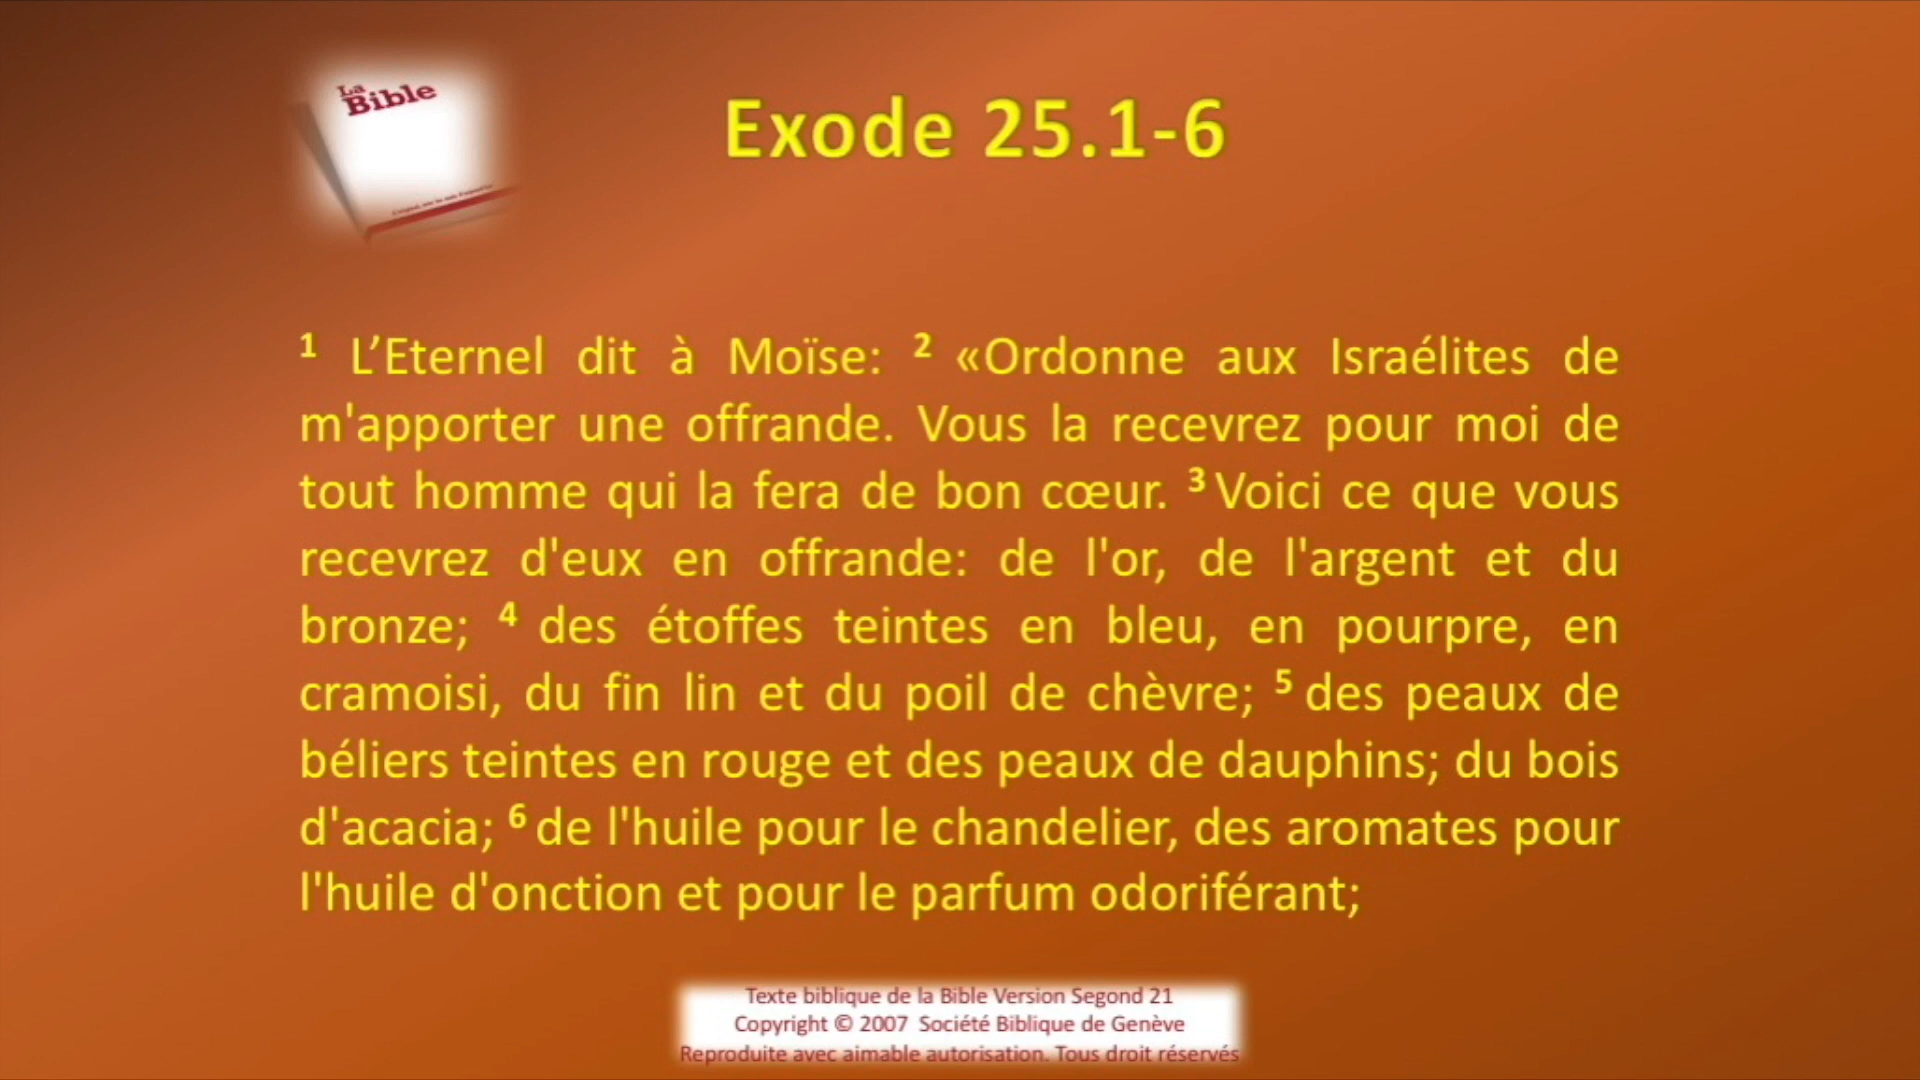 La
Bible
Exode 25.1-6
1 L’Eternel dit à Moïse: 2 «Ordonne aux Israélites de
m'apporter une offrande. Vous la recevrez pour moi de
tout homme qui la fera de bon cœur. 3 Voici ce que vous
recevrez d'eux en offrande: de l'or, de l'argent et du
bronze; 4 des étoffes teintes en bleu, en pourpre, en
cramoisi, du fin lin et du poil de chèvre; 5 des peaux de
béliers teintes en rouge et des peaux de dauphins; du bois
d'acacia; 6 de l'huile pour le chandelier, des aromates pour
l'huile d'onction et pour le parfum odoriférant;
Texte biblique de la Bible Version Segond 21
Copyright © 2007 Société Biblique de Genève
Reproduite avec aimable autorisation. Tous droit réservés